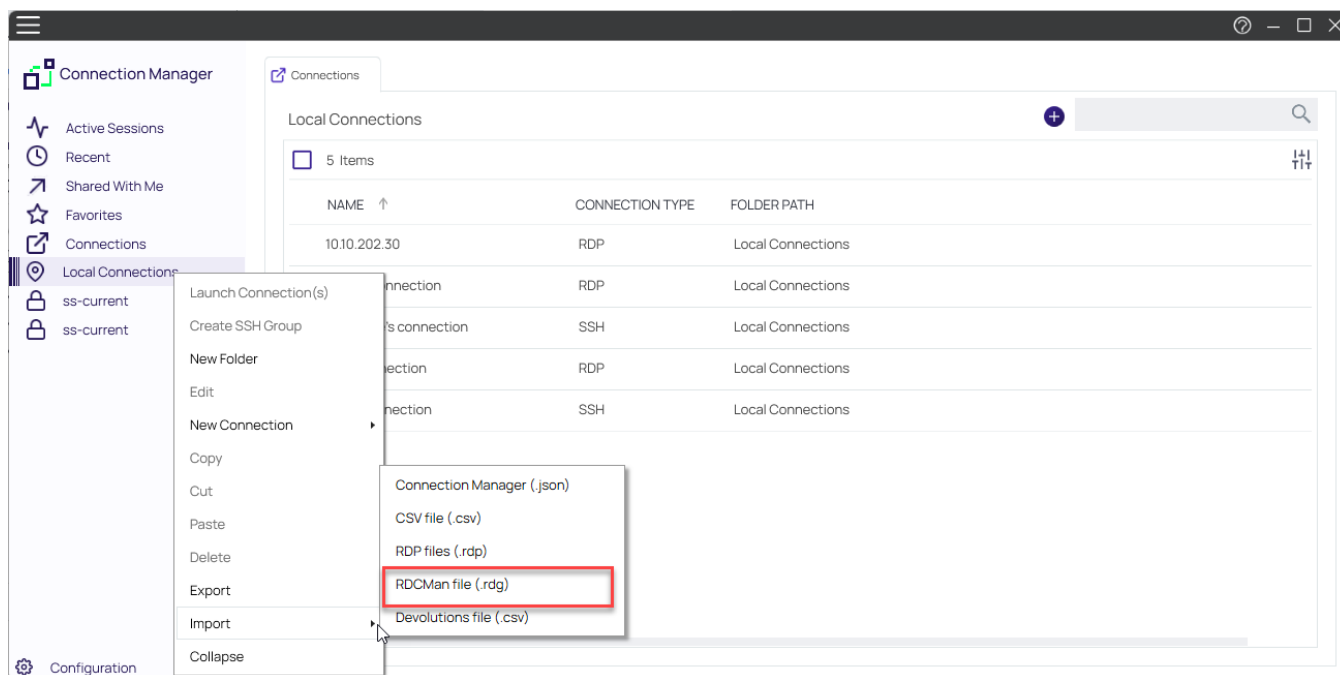 Connection Manager
Active Sessions
Recent
Shared With Me
Favorites
Connections
Local Connections
ss-current
ss-current
Configuration
Connections
Local Connections
5 Items
NAME CONNECTION TYPE FOLDER PATH
10.10.202.30 RDP Local Connections
nnection RDP Local Connections
's connection SSH Local Connections
nection RDP Local Connections
nection SSH Local Connections
Launch Connection(s)
Create SSH Group
New Folder
Edit
New Connection
Copy
Cut
Paste
Delete
Export
Import
Collapse
Connection Manager (.json)
CSV file (.csv)
RDP files (.rdp)
RDCMan file (.rdg)
Devolutions file (.csv)